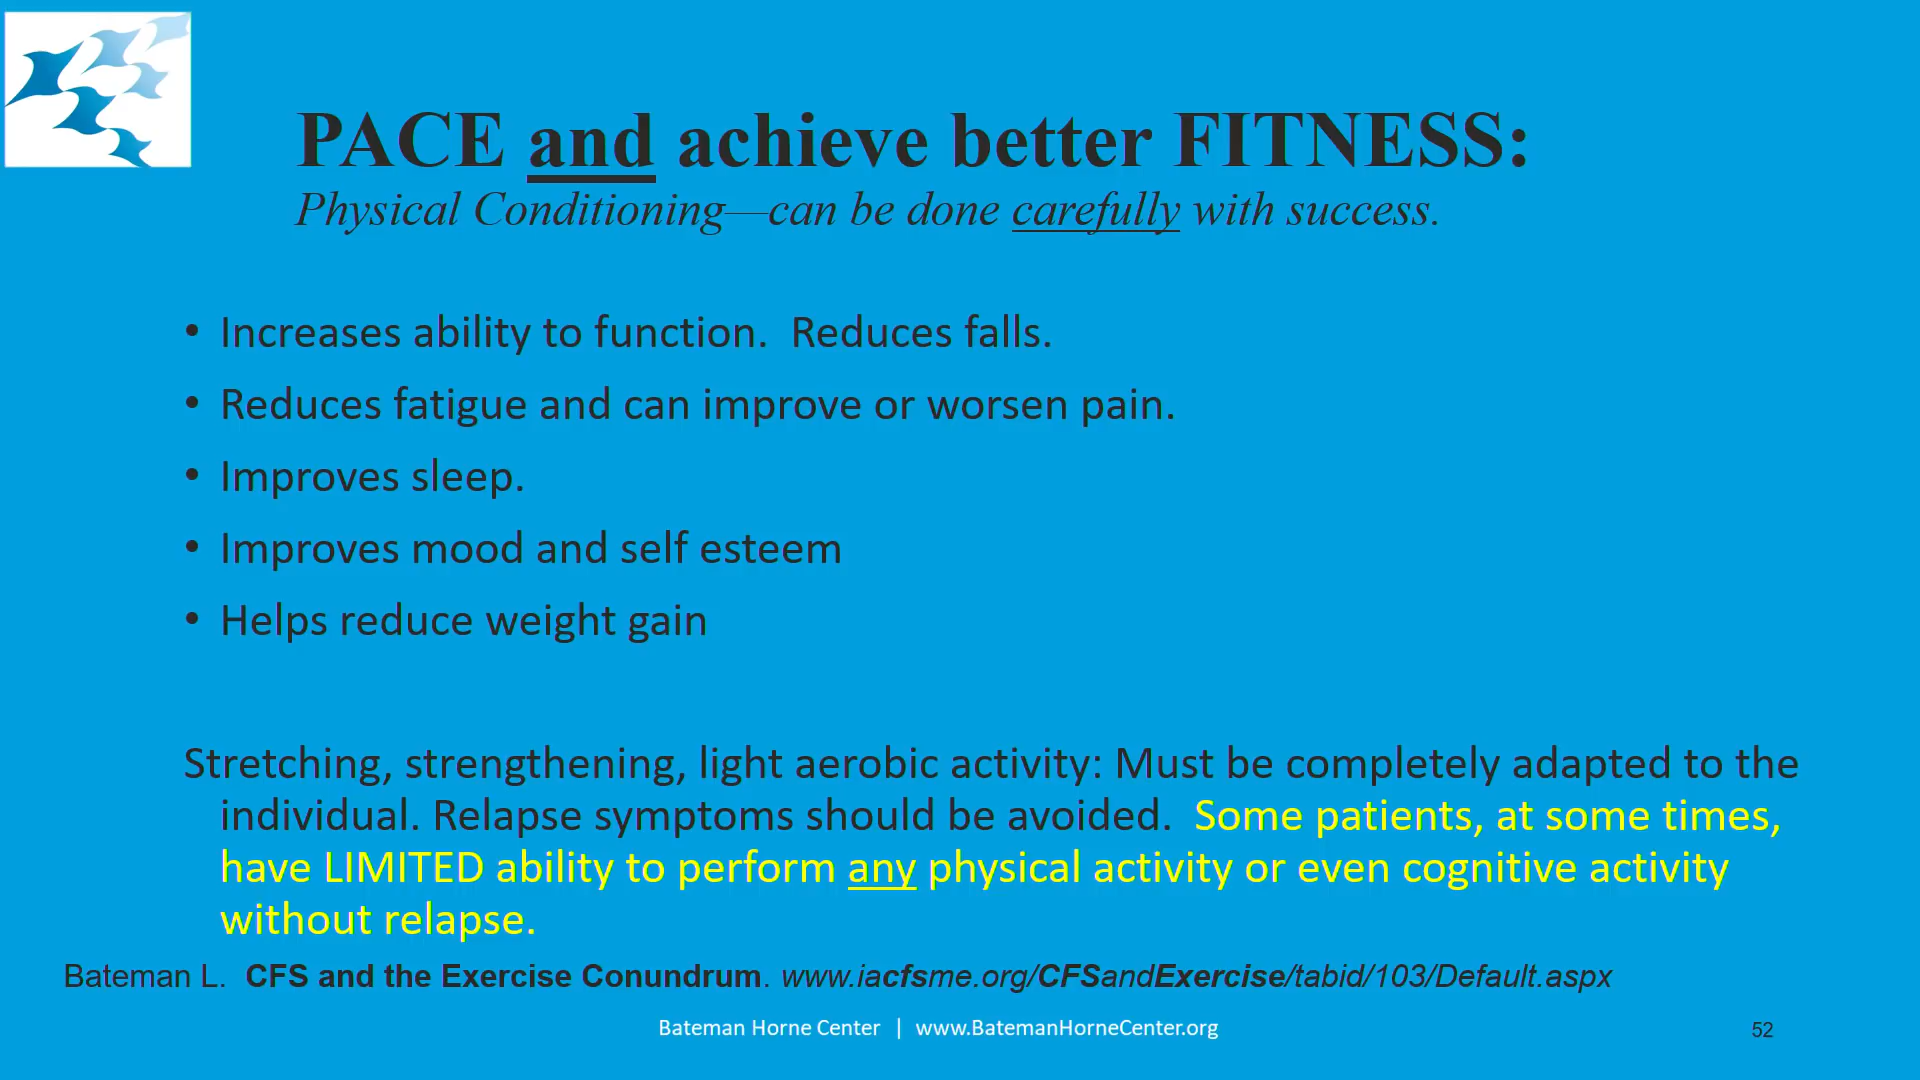 PACE and achieve better FITNESS:
Physical Conditioning—can be done carefully with success.
• Increases ability to function.  Reduces falls.
• Reduces fatigue and can improve or worsen pain.
• Improves sleep.
• Improves mood and self esteem
• Helps reduce weight gain
Stretching, strengthening, light aerobic activity: Must be completely adapted to the
individual. Relapse symptoms should be avoided.  Some patients, at some times,
have LIMITED ability to perform any physical activity or even cognitive activity
without relapse.
Bateman L.  CFS and the Exercise Conundrum. www.iacfsme.org/CFSandExercise/tabid/103/Default.aspx
Bateman Horne Center | www.BatemanHorneCenter.org
52